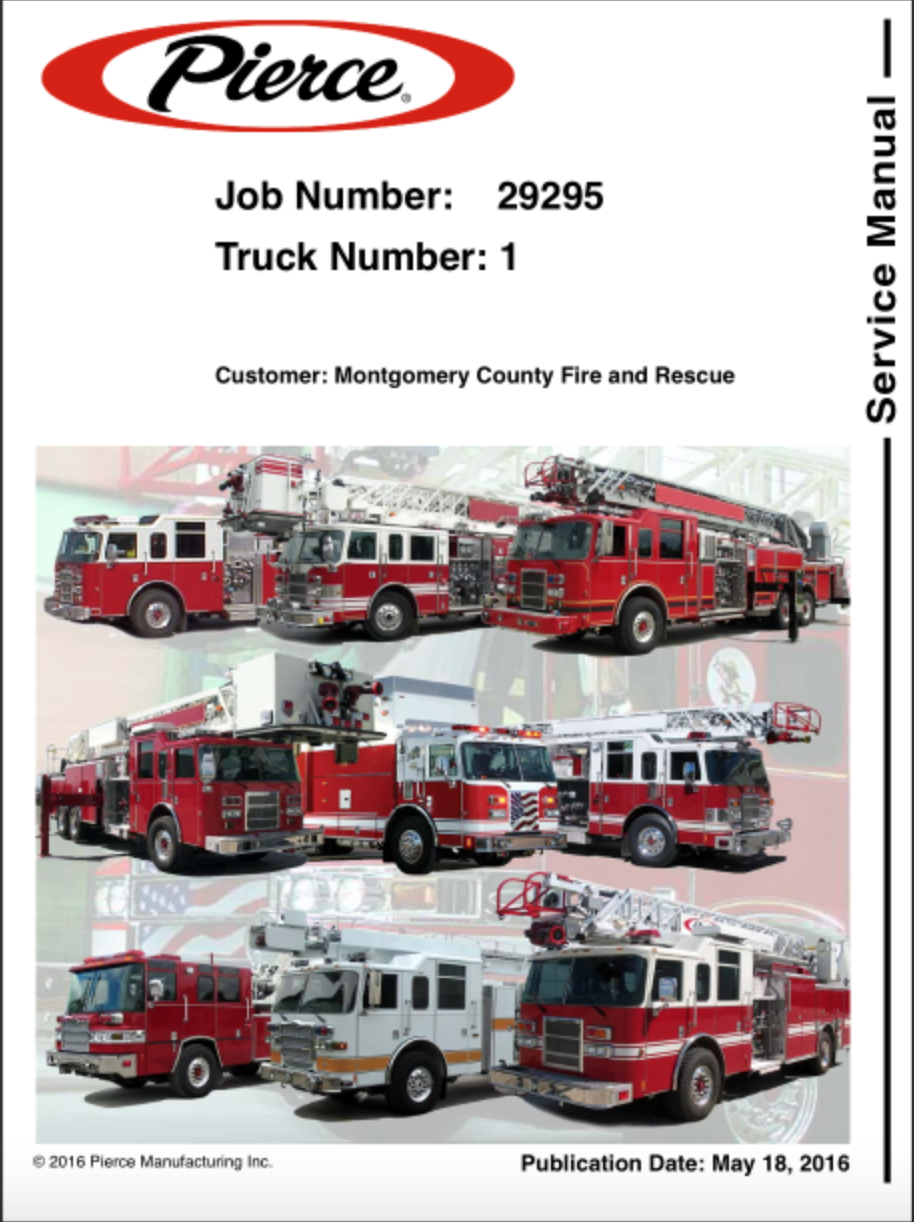 Pierce®
Job Number: 29295
Truck Number: 1
Customer: Montgomery County Fire and Rescue
Service Manual
© 2016 Pierce Manufacturing Inc.
Publication Date: May 18, 2016